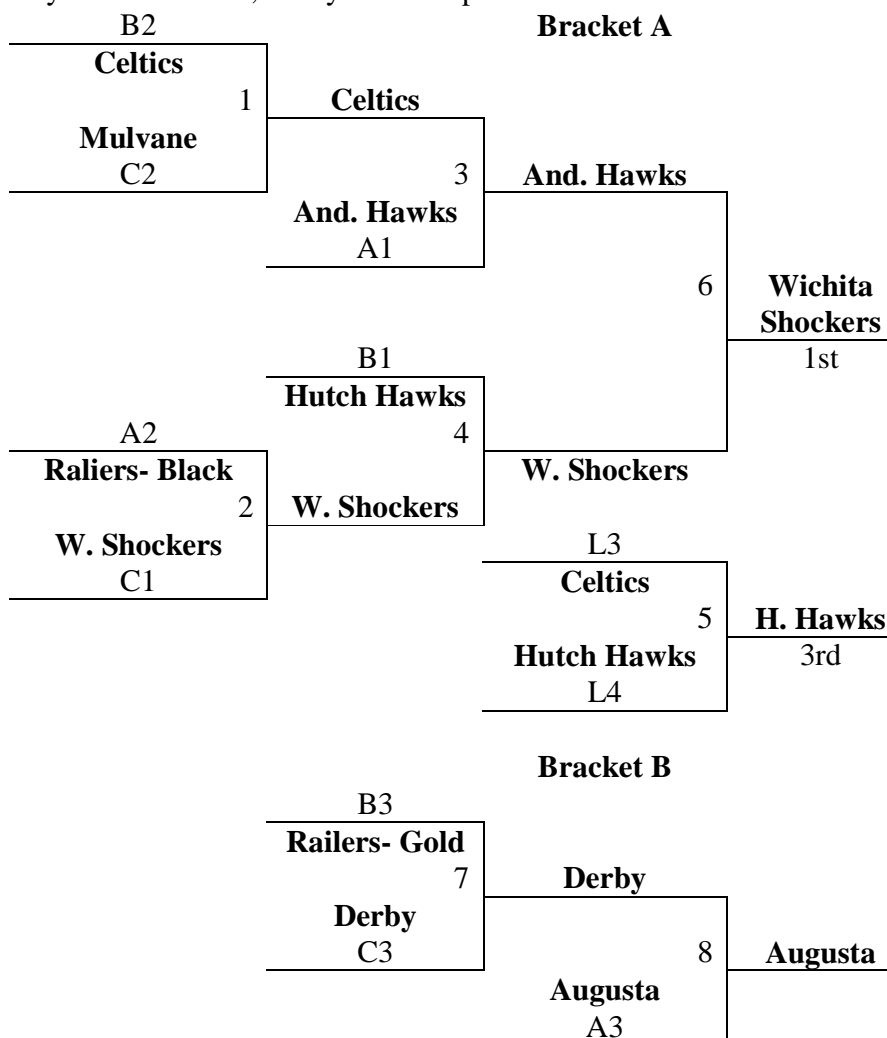 B2
Bracket A
Celtics
1
Celtics
Mulvane
C2
3
And. Hawks
And. Hawks
A1
6
Wichita
Shockers
1st
B1
Hutch Hawks
4
A2
Raliers- Black
W. Shockers
2
W. Shockers
W. Shockers
C1
L3
Celtics
5
H. Hawks
3rd
Hutch Hawks
L4
Bracket B
B3
Railers- Gold
7
Derby
Derby
C3
8
Augusta
Augusta
A3